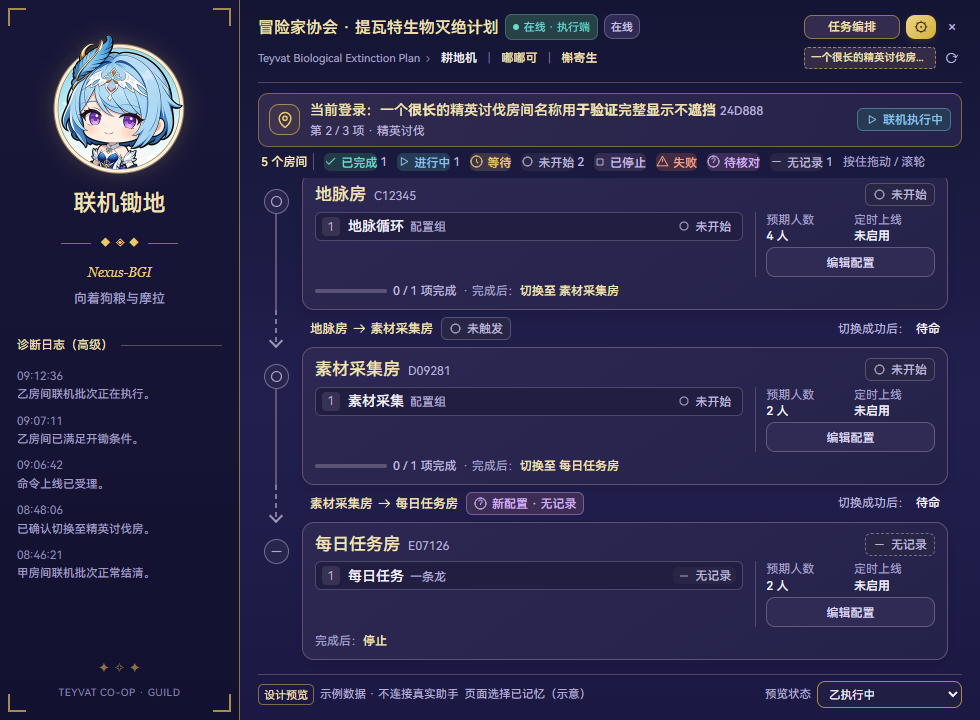 联机锄地
Nexus-BGI
向着狗粮与摩拉
诊断日志（高级）
09:12:36
乙房间联机批次正在执行。
09:07:11
乙房间已满足开锄条件。
09:06:42
命令上线已受理。
08:48:06
已确认切换至精英讨伐房。
08:46:21
甲房间联机批次正常结清。
TEYVAT CO-OP · GUILD
冒险家协会 · 提瓦特生物灭绝计划 在线 · 执行端 在线
任务编排
Teyvat Biological Extinction Plan › 耕地机 | 嘟嘟可 | 槲寄生
一个很长的精英讨伐房...
当前登录：一个很长的精英讨伐房间名称用于验证完整显示不遮挡 24D888
第 2 / 3 项 · 精英讨伐
联机执行中
5 个房间 已完成 1 进行中 1 等待 未开始 2 已停止 失败 待核对 无记录 1 按住拖动 / 滚轮
地脉房 C12345 未开始
1 地脉循环 配置组 未开始
预期人数 定时上线
4 人 未启用
编辑配置
0 / 1 项完成 · 完成后：切换至 素材采集房
地脉房 → 素材采集房 未触发 切换成功后： 待命
素材采集房 D09281 未开始
1 素材采集 配置组 未开始
预期人数 定时上线
2 人 未启用
编辑配置
0 / 1 项完成 · 完成后：切换至 每日任务房
素材采集房 → 每日任务房 新配置 · 无记录 切换成功后： 待命
每日任务房 E07126 无记录
1 每日任务 一条龙 无记录
预期人数 定时上线
2 人 未启用
编辑配置
完成后：停止
设计预览 示例数据 · 不连接真实助手 页面选择已记忆（示意）
预览状态 乙执行中